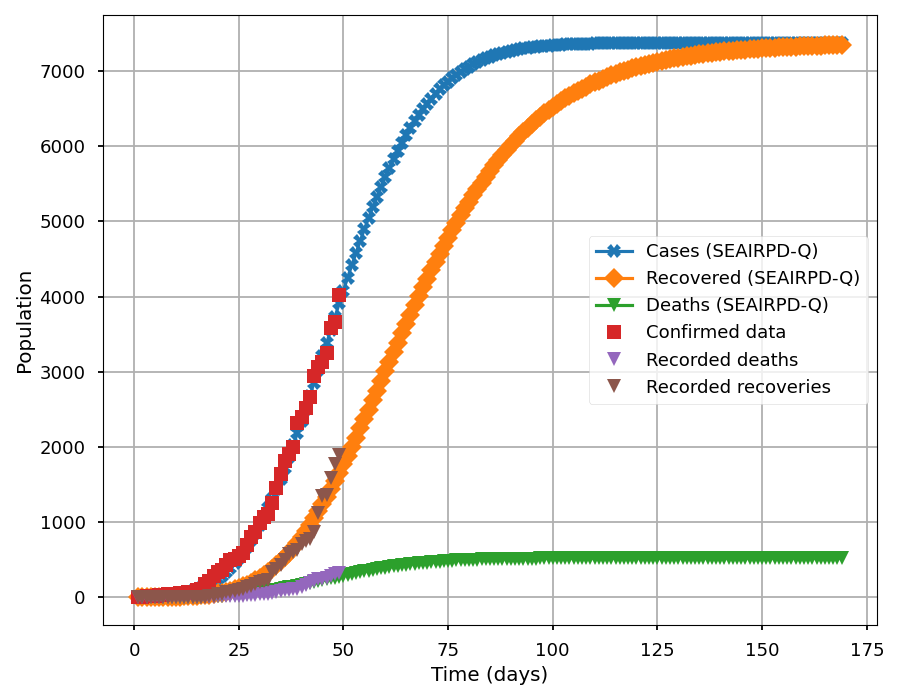 7000
6000
5000
4000
3000
2000
1000
0
Population
Cases (SEAIRPD-Q)
Recovered (SEAIRPD-Q)
Deaths (SEAIRPD-Q)
Confirmed data
Recorded deaths
Recorded recoveries
0 25 50 75 100 125 150 175
Time (days)